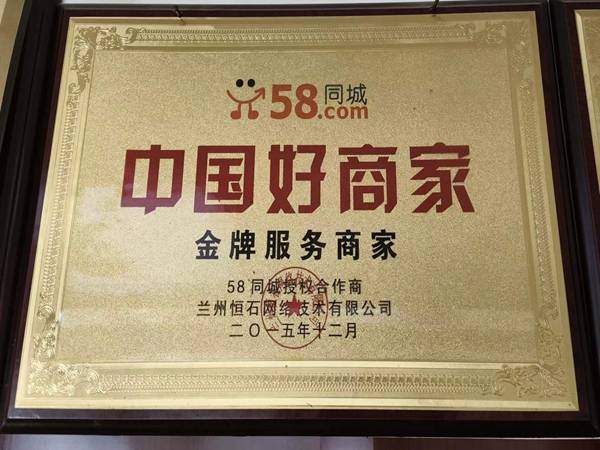 58同城
.com
中国好商家
金牌服务商家
58同城授权合作商
兰州恒石网络技术有限公司
二〇一五年十二月